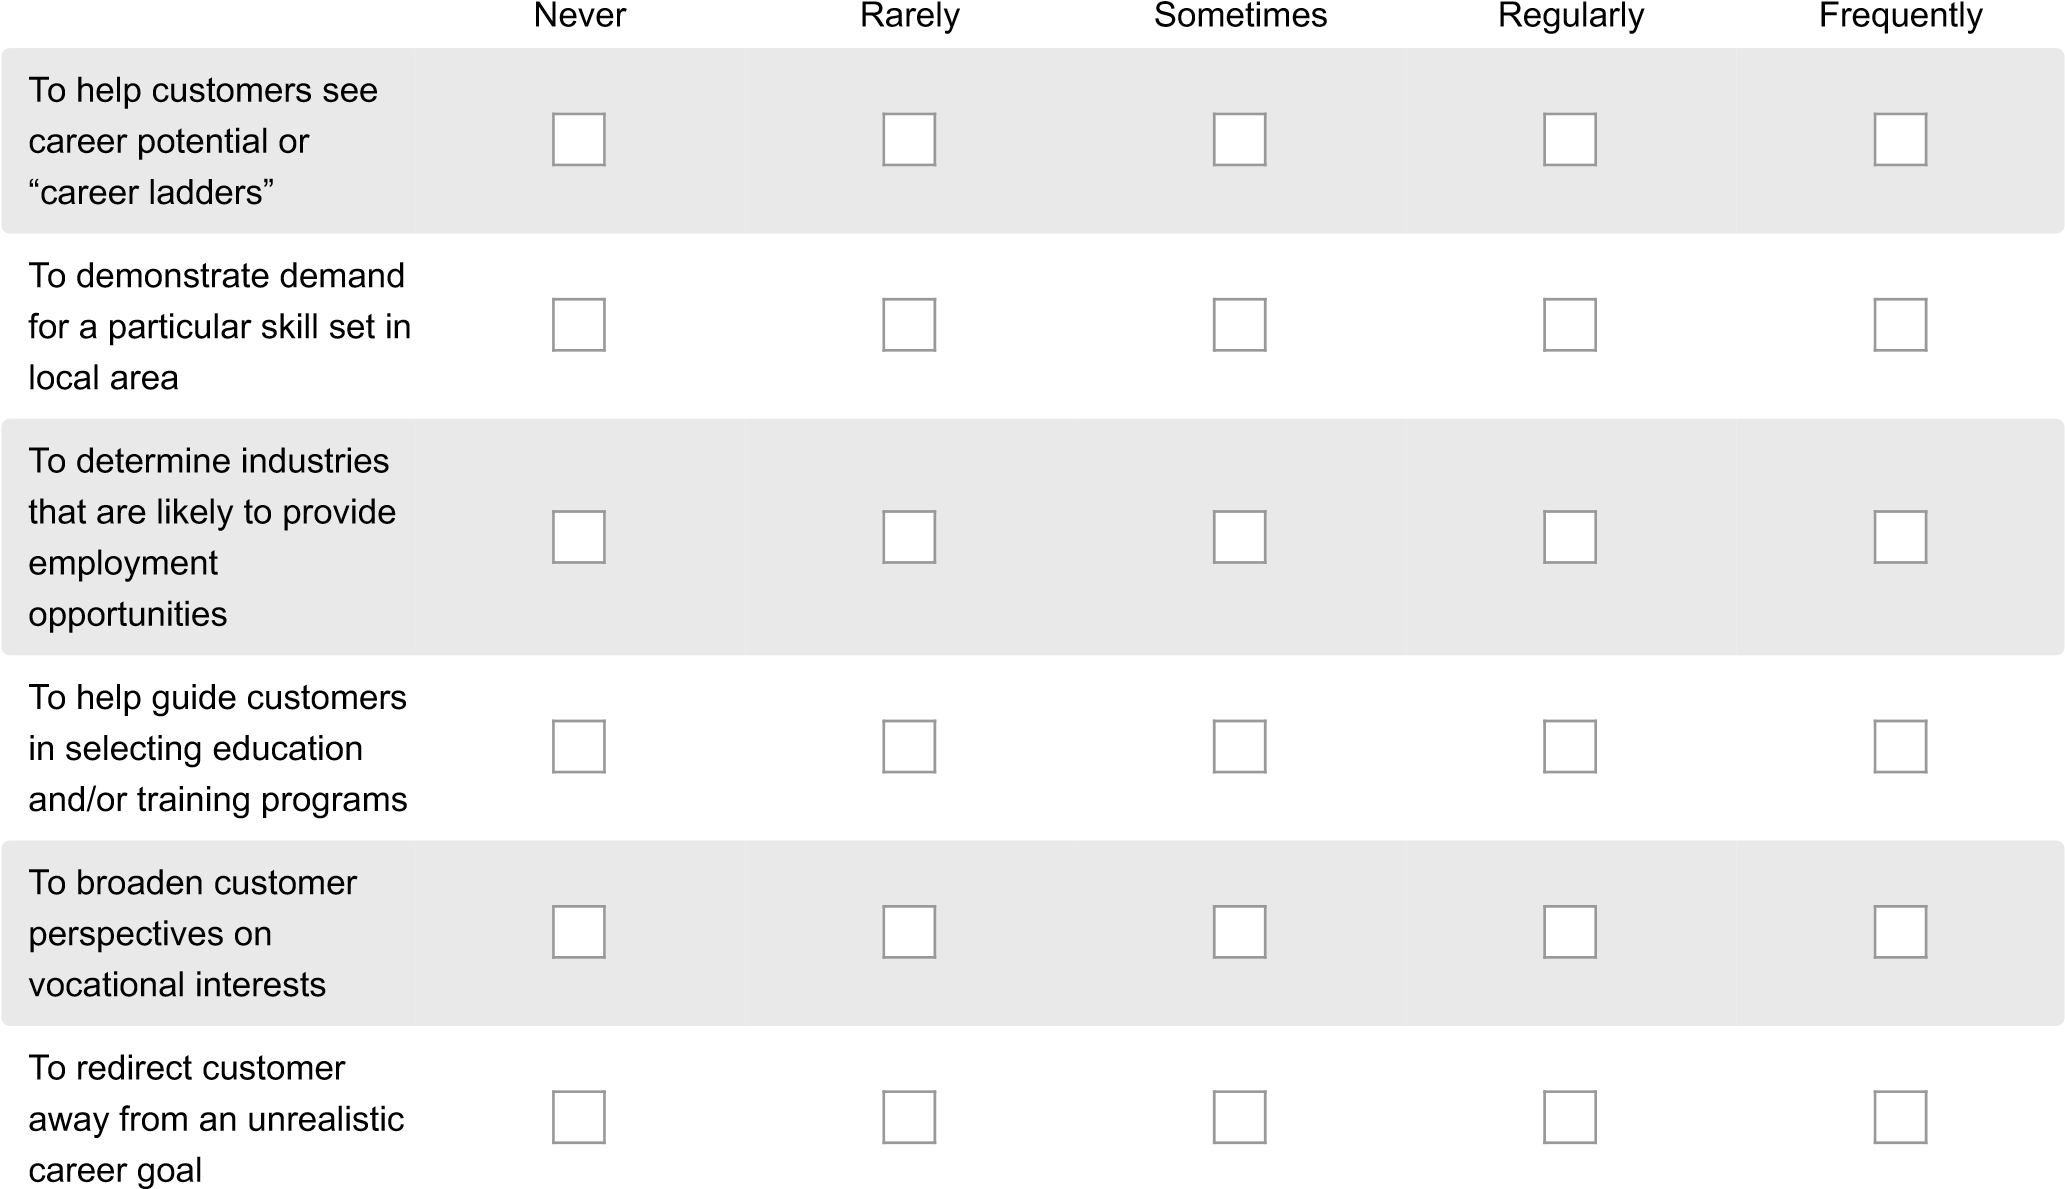 Never Rarely Sometimes Regularly Frequently
To help customers see
career potential or
“career ladders”
To demonstrate demand
for a particular skill set in
local area
To determine industries
that are likely to provide
employment
opportunities
To help guide customers
in selecting education
and/or training programs
To broaden customer
perspectives on
vocational interests
To redirect customer
away from an unrealistic
career goal